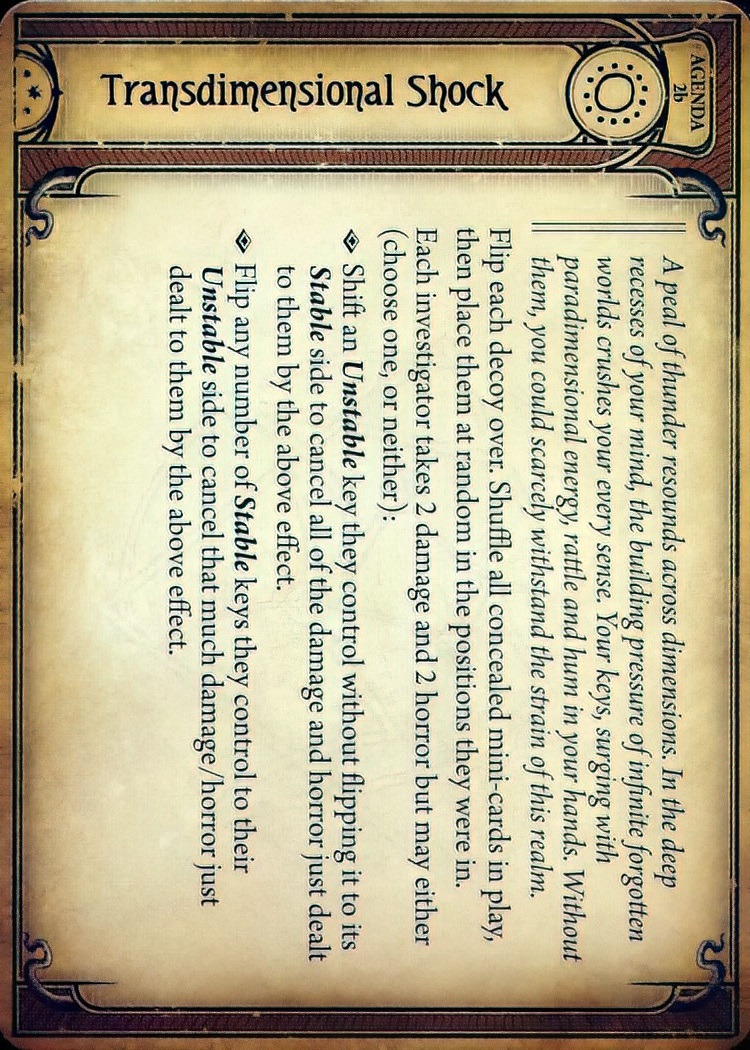 AGENDA
2b
Transdimensional Shock
A peal of thunder resounds across dimensions. In the deep
recesses of your mind, the building pressure of infinite forgotten
worlds crushes your every sense. Your keys, surging with
paradimensional energy, rattle and hum in your hands. Without
them, you could scarcely withstand the strain of this realm.
Flip each decoy over. Shuffle all concealed mini-cards in play,
then place them at random in the positions they were in.
Each investigator takes 2 damage and 2 horror but may either
(choose one, or neither):
Shift an Unstable key they control without flipping it to its
Stable side to cancel all of the damage and horror just dealt
to them by the above effect.
Flip any number of Stable keys they control to their
Unstable side to cancel that much damage/horror just
dealt to them by the above effect.